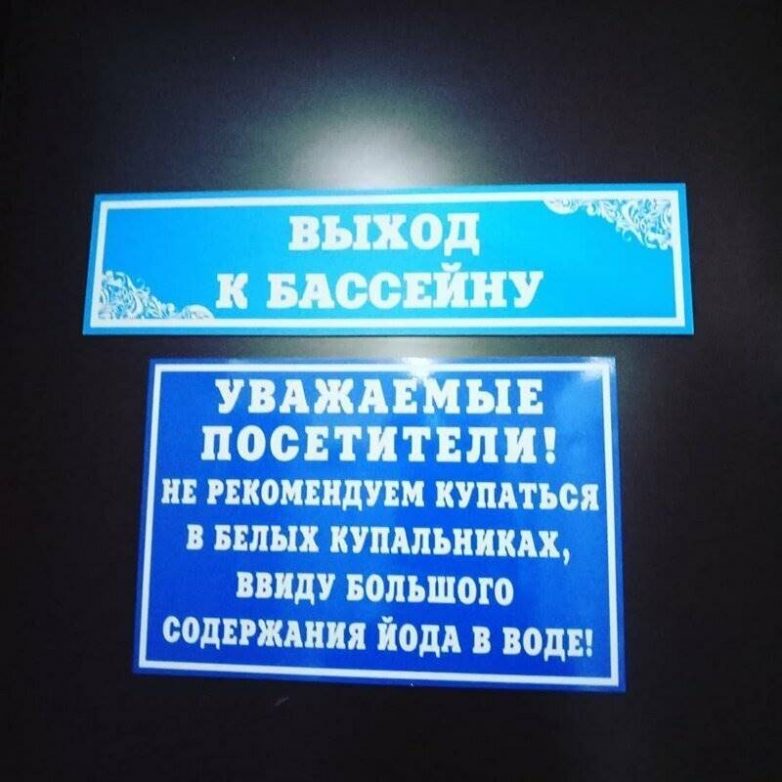 ВЫХОД
К БАССЕЙНУ
УВАЖАЕМЫЕ
ПОСЕТИТЕЛИ!
НЕ РЕКОМЕНДУЕМ КУПАТЬСЯ
В БЕЛЫХ КУПАЛЬНИКАХ,
ВВИДУ БОЛЬШОГО
СОДЕРЖАНИЯ ЙОДА В ВОДЕ!